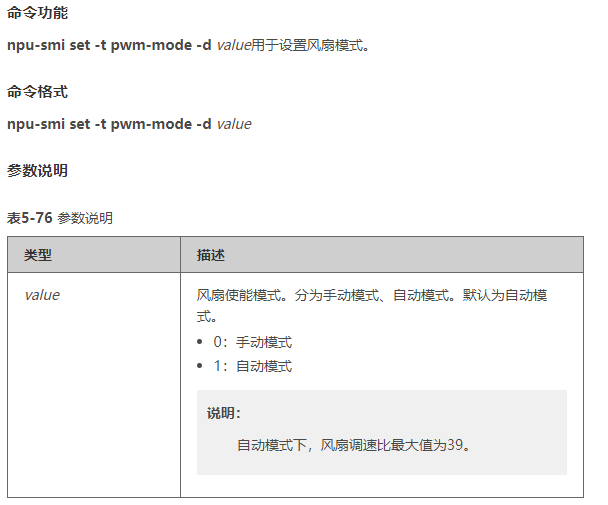 命令功能
npu-smi set -t pwm-mode -d value用于设置风扇模式。
命令格式
npu-smi set -t pwm-mode -d value
参数说明
表5-76 参数说明
类型 描述
value 风扇使能模式。分为手动模式、自动模式。默认为自动模
式。
• 0：手动模式
• 1：自动模式
说明：
自动模式下，风扇调速比最大值为39。